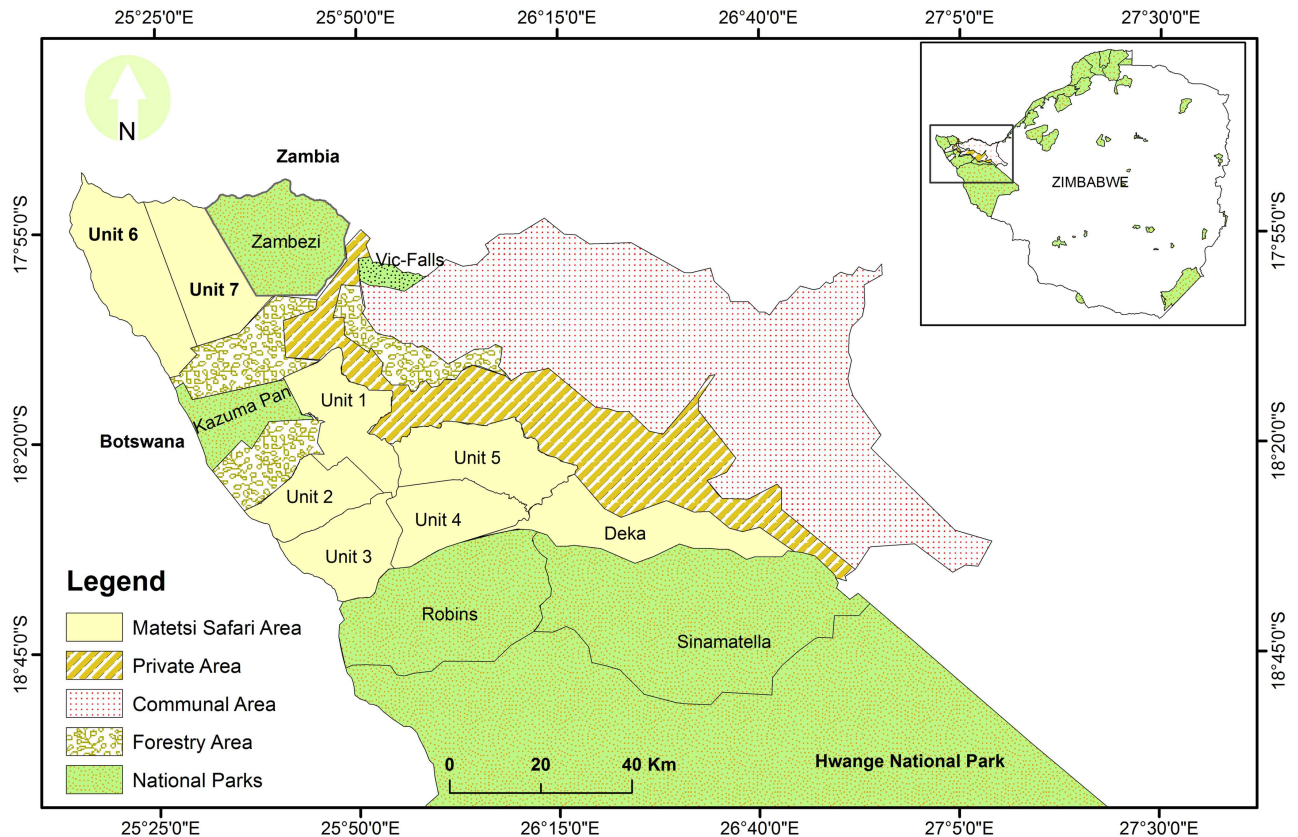 25°25'0"E 25°50'0"E 26°15'0"E 26°40'0"E 27°5'0"E 27°30'0"E
N
Zambia
ZIMBABWE
17°55'0"S
17°55'0"S
Unit 6
Zambezi
Vic-Falls
Unit 7
Kazuma Pan
Unit 1
Botswana
18°20'0"S
18°20'0"S
Unit 5
Unit 2
Unit 4
Deka
Unit 3
Legend
Matetsi Safari Area
Private Area
Communal Area
Forestry Area
National Parks
Robins
Sinamatella
18°45'0"S
18°45'0"S
Hwange National Park
0 20 40 Km
25°25'0"E 25°50'0"E 26°15'0"E 26°40'0"E 27°5'0"E 27°30'0"E